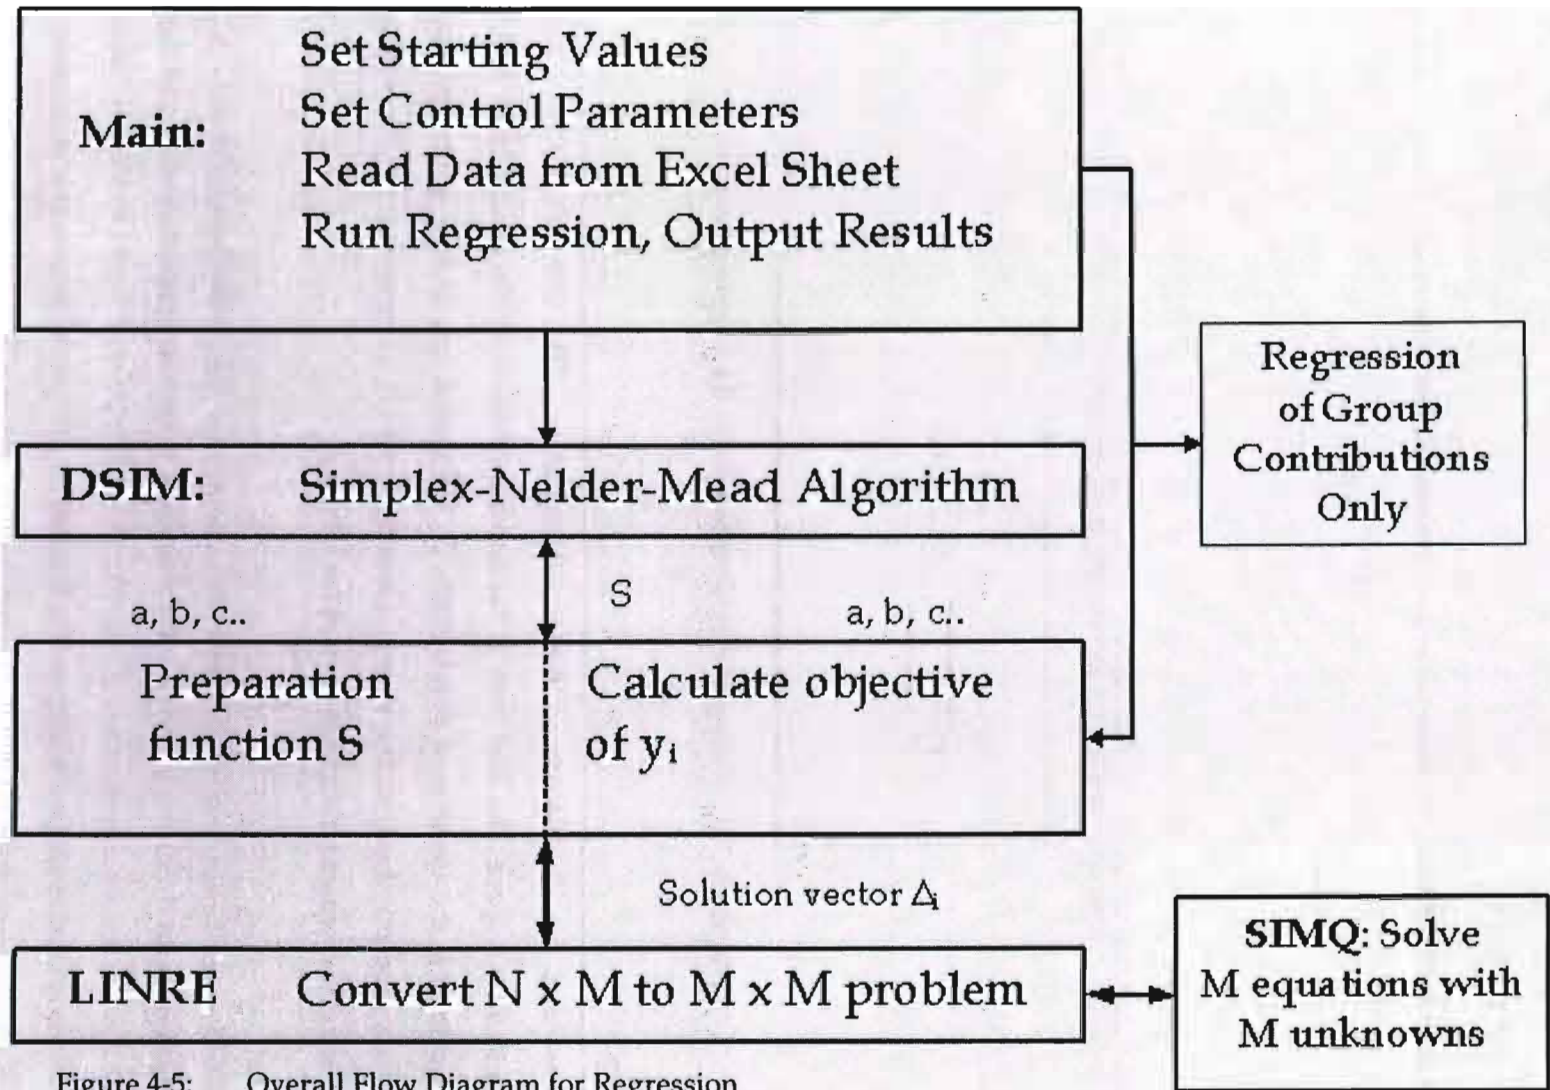 Main:
Set Starting Values
Set Control Parameters
Read Data from Excel Sheet
Run Regression, Output Results
Regression
of Group
Contributions
Only
DSIM: Simplex-Nelder-Mead Algorithm
a, b, c..
S
a, b, c..
Preparation
function S
Calculate objective
of yᵢ
Solution vector Δᵢ
LINRE Convert N x M to M x M problem
SIMQ: Solve
M equations with
M unknowns
Figure 4-5: Overall Flow Diagram for Regression